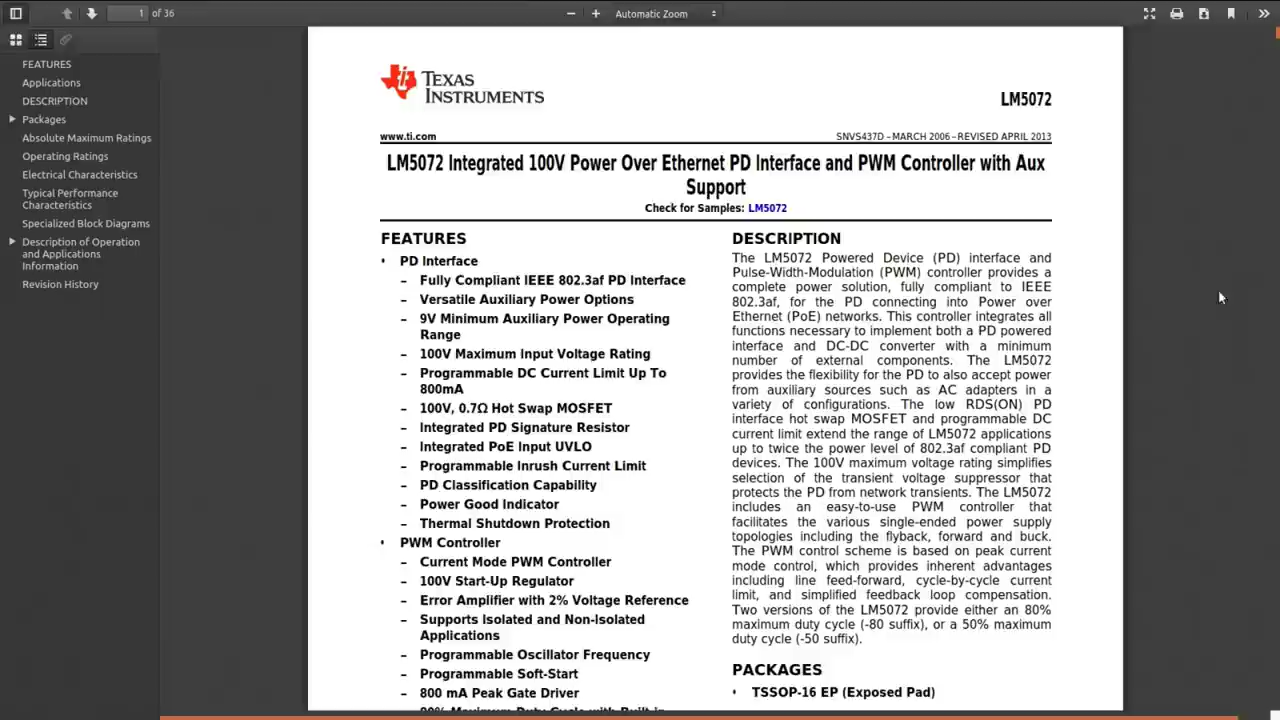 1 of 36
Automatic Zoom
FEATURES
Applications
DESCRIPTION
Packages
Absolute Maximum Ratings
Operating Ratings
Electrical Characteristics
Typical Performance
Characteristics
Specialized Block Diagrams
Description of Operation
and Applications
Information
Revision History
TEXAS
INSTRUMENTS
LM5072
www.ti.com
SNVS437D –MARCH 2006–REVISED APRIL 2013
LM5072 Integrated 100V Power Over Ethernet PD Interface and PWM Controller with Aux
Support
Check for Samples: LM5072
FEATURES
• PD Interface
– Fully Compliant IEEE 802.3af PD Interface
– Versatile Auxiliary Power Options
– 9V Minimum Auxiliary Power Operating
Range
– 100V Maximum Input Voltage Rating
– Programmable DC Current Limit Up To
800mA
– 100V, 0.7Ω Hot Swap MOSFET
– Integrated PD Signature Resistor
– Integrated PoE Input UVLO
– Programmable Inrush Current Limit
– PD Classification Capability
– Power Good Indicator
– Thermal Shutdown Protection
• PWM Controller
– Current Mode PWM Controller
– 100V Start-Up Regulator
– Error Amplifier with 2% Voltage Reference
– Supports Isolated and Non-Isolated
Applications
– Programmable Oscillator Frequency
– Programmable Soft-Start
– 800 mA Peak Gate Driver
– 80% Maximum Duty Cycle with Built-in
DESCRIPTION
The LM5072 Powered Device (PD) interface and
Pulse-Width-Modulation (PWM) controller provides a
complete power solution, fully compliant to IEEE
802.3af, for the PD connecting into Power over
Ethernet (PoE) networks. This controller integrates all
functions necessary to implement both a PD powered
interface and DC-DC converter with a minimum
number of external components. The LM5072
provides the flexibility for the PD to also accept power
from auxiliary sources such as AC adapters in a
variety of configurations. The low RDS(ON) PD
interface hot swap MOSFET and programmable DC
current limit extend the range of LM5072 applications
up to twice the power level of 802.3af compliant PD
devices. The 100V maximum voltage rating simplifies
selection of the transient voltage suppressor that
protects the PD from network transients. The LM5072
includes an easy-to-use PWM controller that
facilitates the various single-ended power supply
topologies including the flyback, forward and buck.
The PWM control scheme is based on peak current
mode control, which provides inherent advantages
including line feed-forward, cycle-by-cycle current
limit, and simplified feedback loop compensation.
Two versions of the LM5072 provide either an 80%
maximum duty cycle (-80 suffix), or a 50% maximum
duty cycle (-50 suffix).
PACKAGES
• TSSOP-16 EP (Exposed Pad)